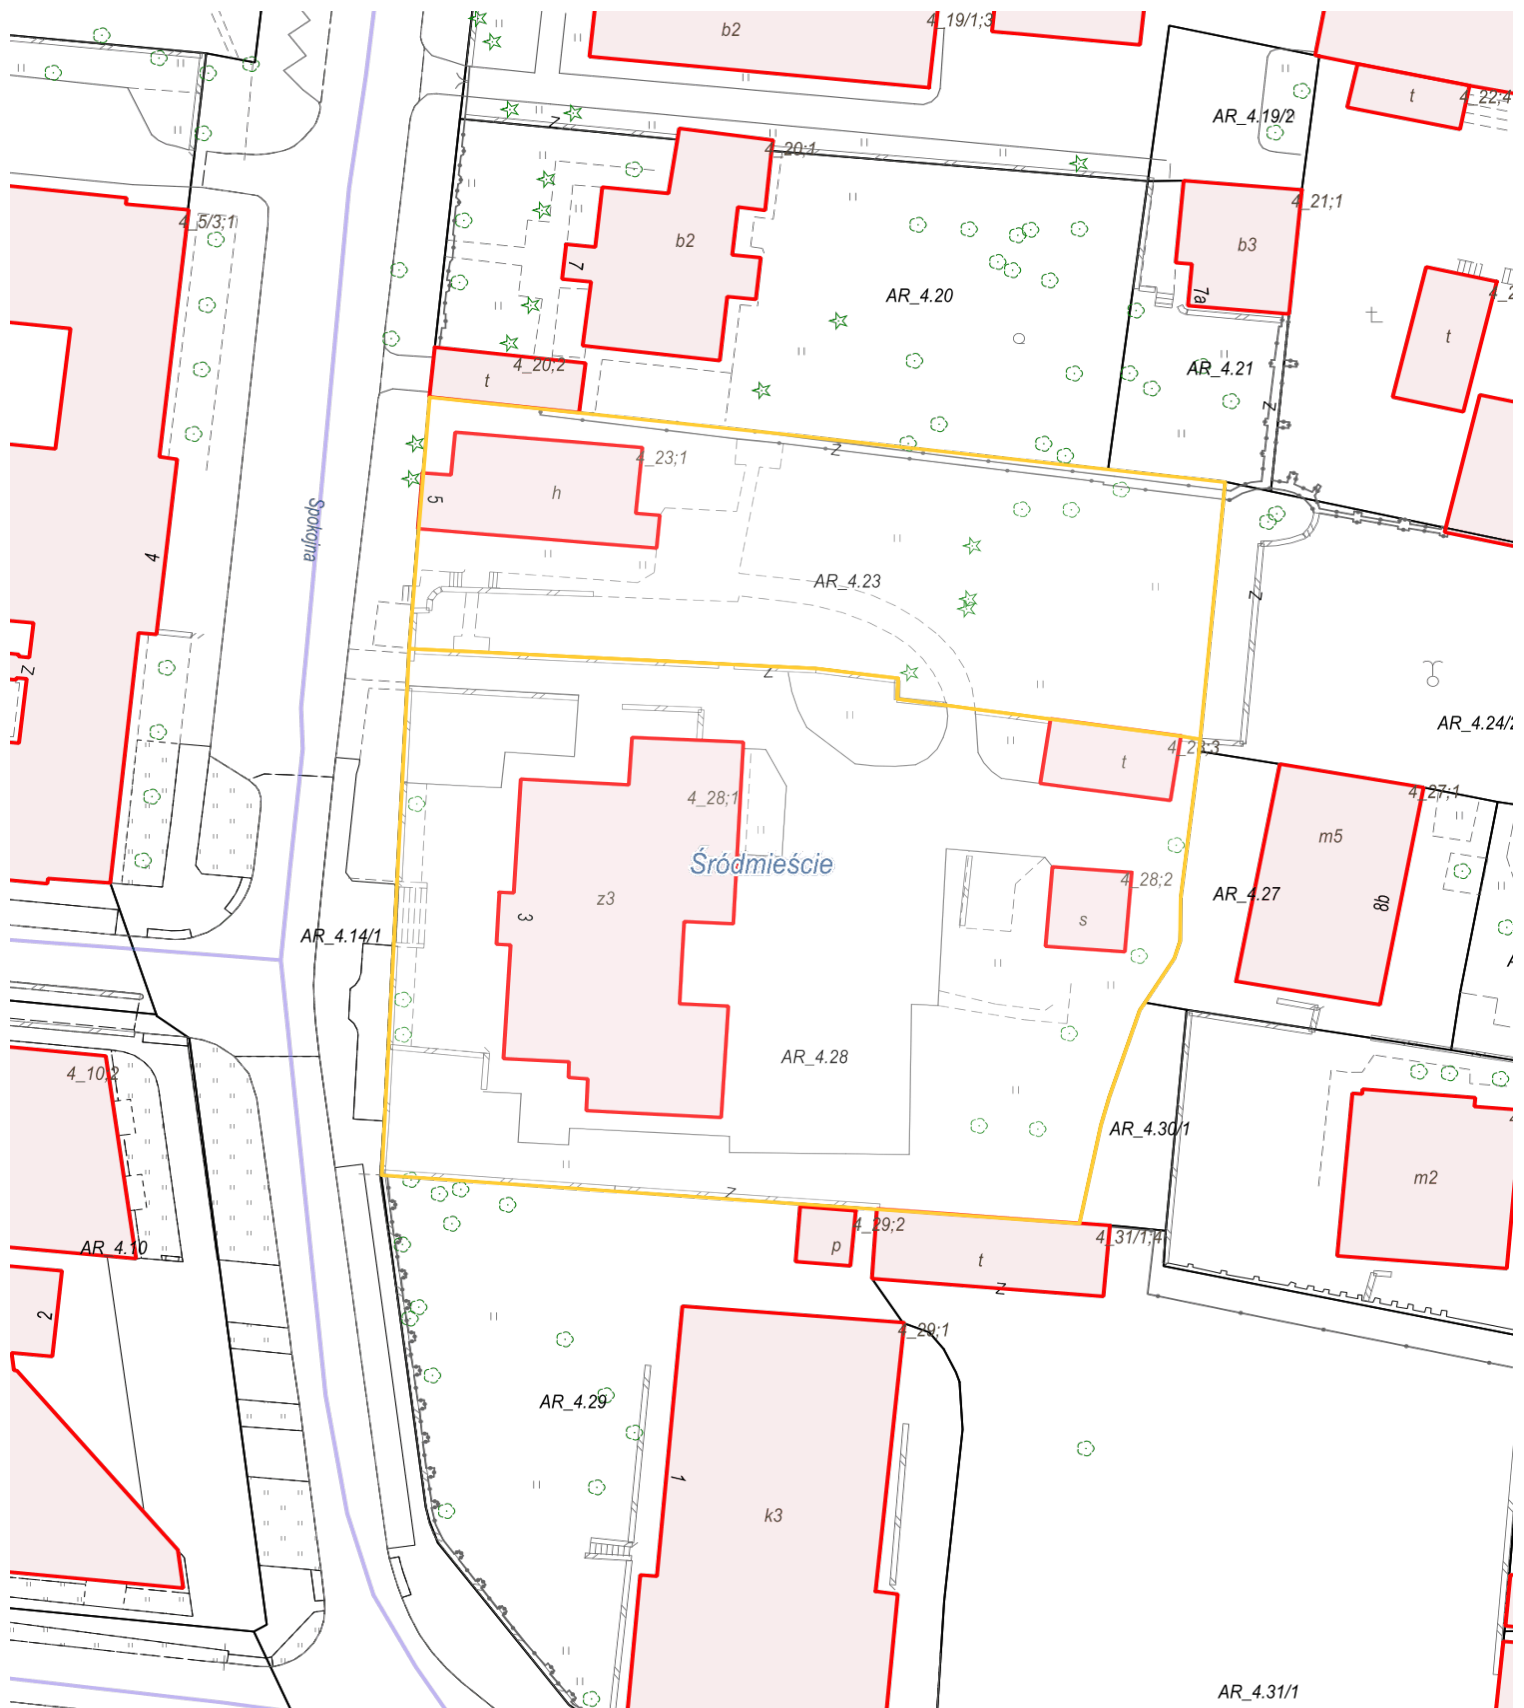 b2
4_19/1;3
t
4_22;4
AR_4.19/2
4_20;1
4_5/3;1
b2
7
4_21;1
b3
7a
AR_4.20
t
4_20;2
t
AR_4.21
Z
Z
4_23;1
h
5
Spokojna
4
AR_4.23
Z
Z
Z
AR_4.24/2
4_28;3
t
4_28;1
4_27;1
m5
Śródmieście
4_28;2
z3
3
s
AR_4.27
8b
AR_4.14/1
AR_4.28
4_10;2
AR_4.30/1
m2
Z
4_29;2
p
4_31/1;4
t
Z
AR_4.10
2
4_29;1
AR_4.29
1
k3
AR_4.31/1